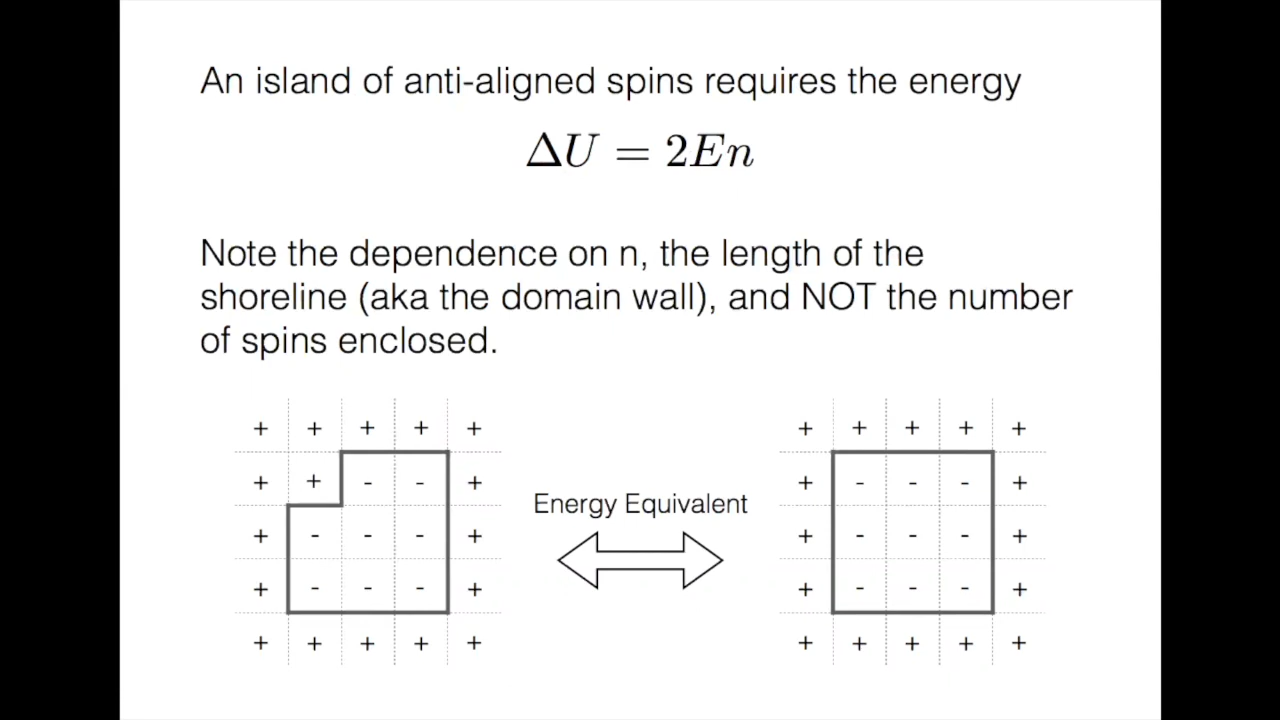 An island of anti-aligned spins requires the energy
ΔU = 2En
Note the dependence on n, the length of the
shoreline (aka the domain wall), and NOT the number
of spins enclosed.
+ + + + +
+ + - - +
+ - - - +
+ - - - +
+ + + + +
Energy Equivalent
+ + + + +
+ - - - +
+ - - - +
+ - - - +
+ + + + +